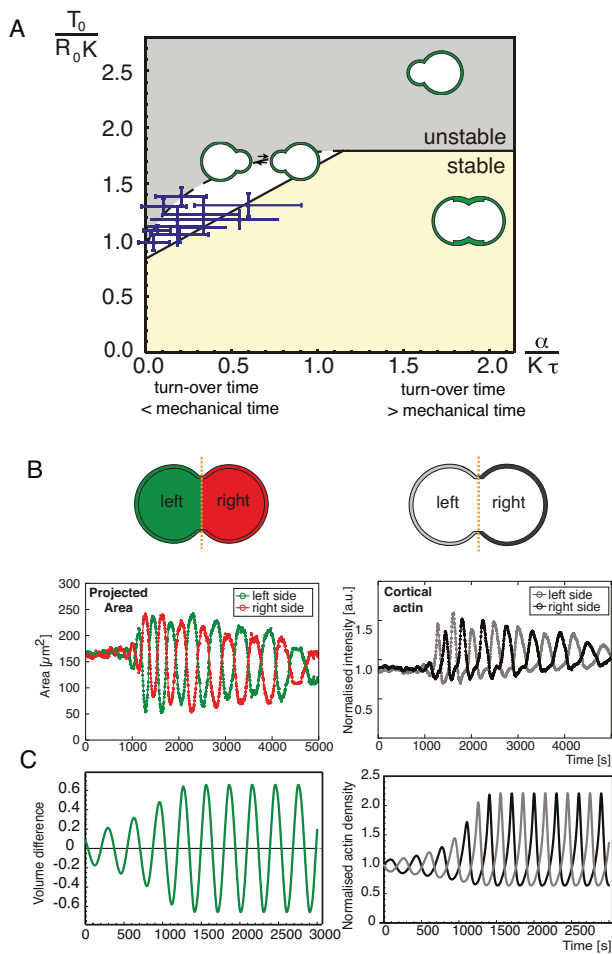 A
T₀
R₀K
2.5
2.0
1.5
1.0
0.5
0.0
unstable
stable
0.0 0.5 1.0 1.5 2.0
α
K τ
turn-over time
< mechanical time
turn-over time
> mechanical time
B
left right
left right
Projected
Area
left side
right side
Area [µm²]
300
250
200
150
100
50
0
0 1000 2000 3000 4000 5000
Cortical
actin
left side
right side
Normalised intensity [a.u.]
1.5
1.0
0.5
0 1000 2000 3000 4000
Time [s]
C
Volume difference
0.6
0.4
0.2
0
-0.2
-0.4
-0.6
0 500 1000 1500 2000 2500 3000
Normalised actin demnsity
2.5
2.0
1.5
1.0
0.5
0.0
0 500 1000 1500 2000 2500
Time [s]